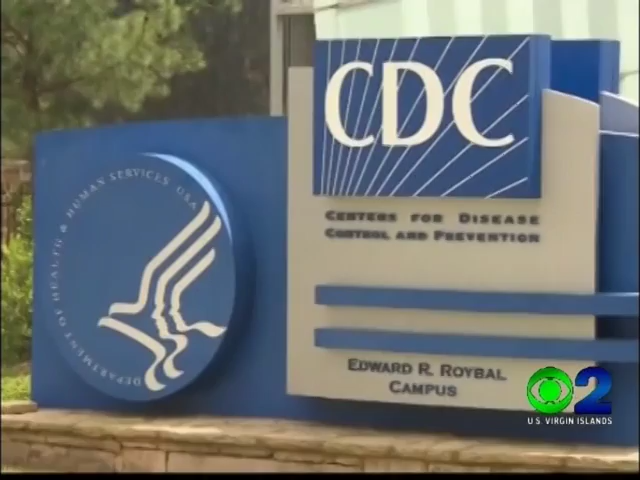 CDC
CENTERS FOR DISEASE
CONTROL AND PREVENTION
DEPARTMENT OF HEALTH & HUMAN SERVICES USA
EDWARD R. ROYBAL
CAMPUS
2
U.S. VIRGIN ISLANDS